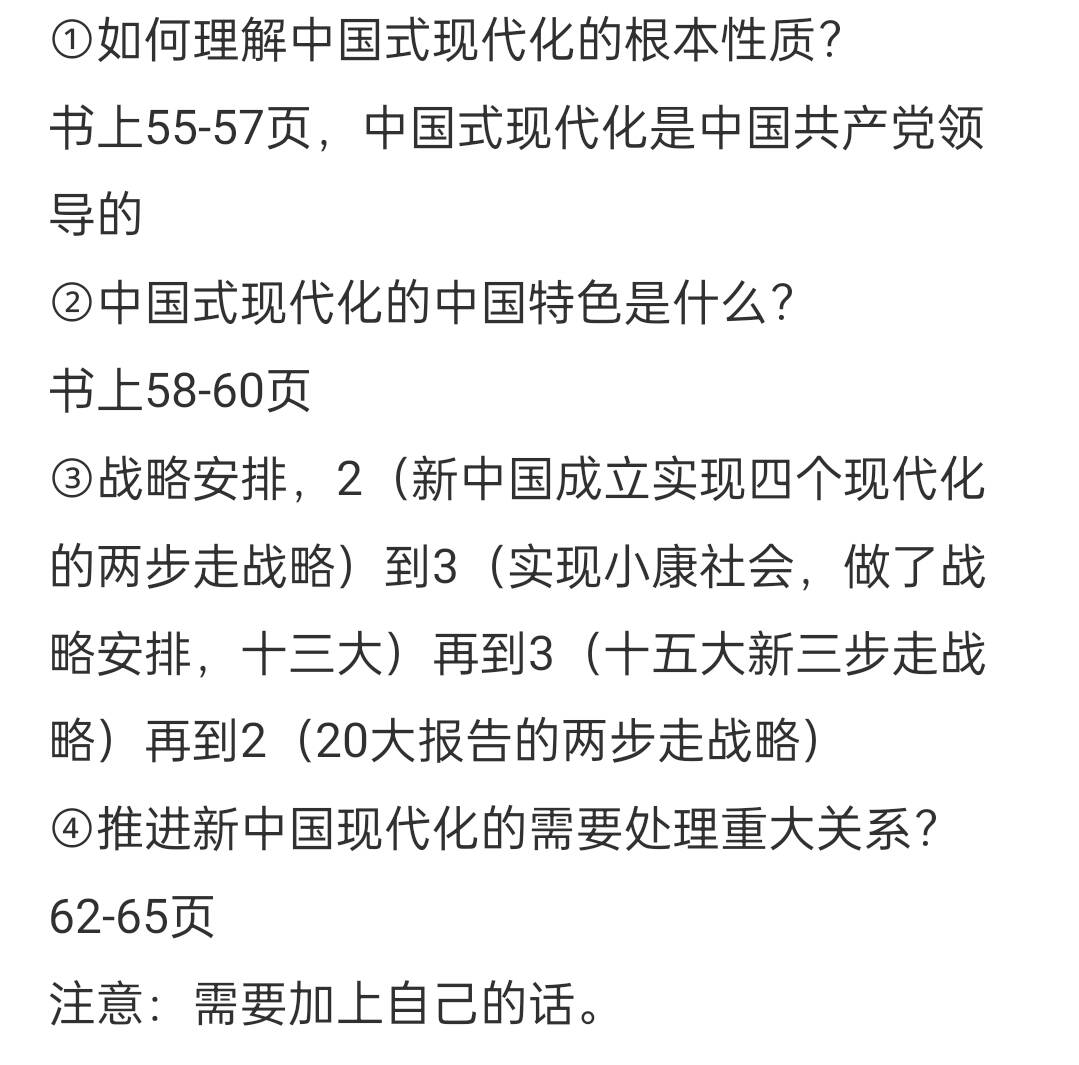 ①如何理解中国式现代化的根本性质？
书上55-57页，中国式现代化是中国共产党领
导的
②中国式现代化的中国特色是什么？
书上58-60页
③战略安排，2（新中国成立实现四个现代化
的两步走战略）到3（实现小康社会，做了战
略安排，十三大）再到3（十五大新三步走战
略）再到2（20大报告的两步走战略）
④推进新中国现代化的需要处理重大关系？
62-65页
注意：需要加上自己的话。